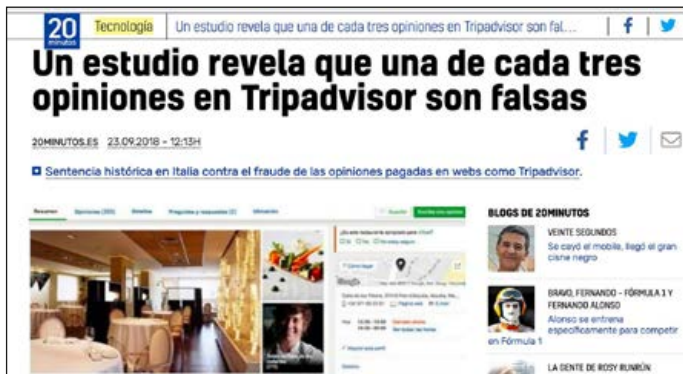 20
minutos
Tecnología
Un estudio revela que una de cada tres opiniones en Tripadvisor son fal...
Un estudio revela que una de cada tres
opiniones en Tripadvisor son falsas
20MINUTOS.ES 23.09.2018 - 12:13H
Sentencia histórica en Italia contra el fraude de las opiniones pagadas en webs como Tripadvisor.
Resumen
Detalles
Ubicación
Google
BLOGS DE 20MINUTOS
VEINTE SEGUNDOS
Se cayó el mobile, llegó el gran
cisne negro
BRAVO, FERNANDO - FÓRMULA 1 Y
FERNANDO ALONSO
Alonso se entrena
específicamente para competir
en Fórmula 1
LA GENTE DE ROSY RUNRÚN